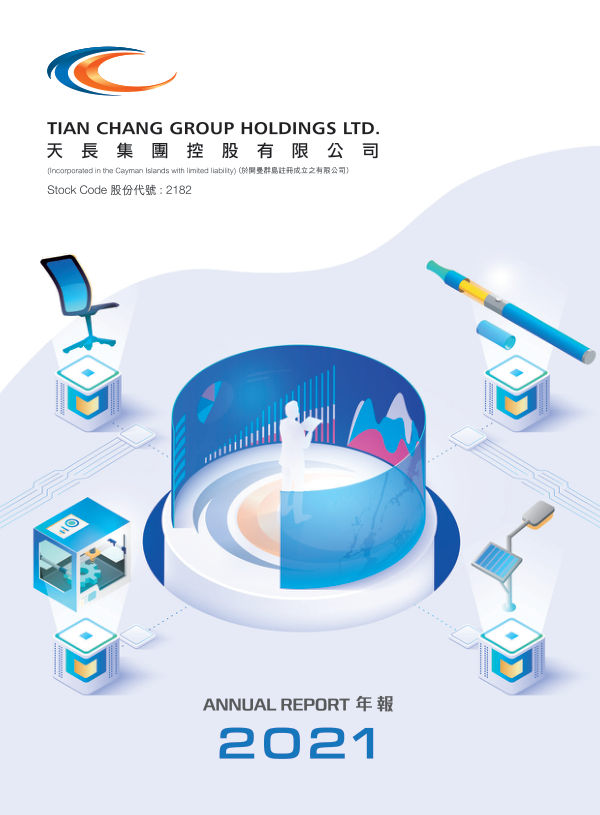 TIAN CHANG GROUP HOLDINGS LTD.
天長集團控股有限公司
(Incorporated in the Cayman Islands with limited liability) (於開曼群島註冊成立之有限公司)
Stock Code 股份代號 : 2182
ANNUAL REPORT 年報
2021